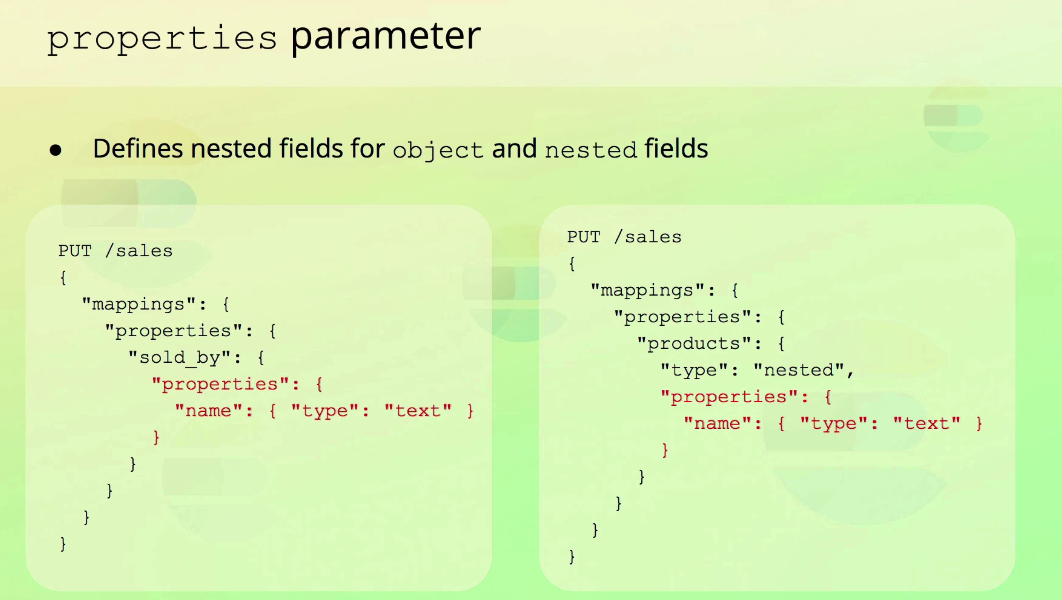 properties parameter
● Defines nested fields for object and nested fields
PUT /sales
{
  "mappings": {
    "properties": {
      "sold_by": {
        "properties": {
          "name": { "type": "text" }
        }
      }
    }
  }
}
PUT /sales
{
  "mappings": {
    "properties": {
      "products": {
        "type": "nested",
        "properties": {
          "name": { "type": "text" }
        }
      }
    }
  }
}